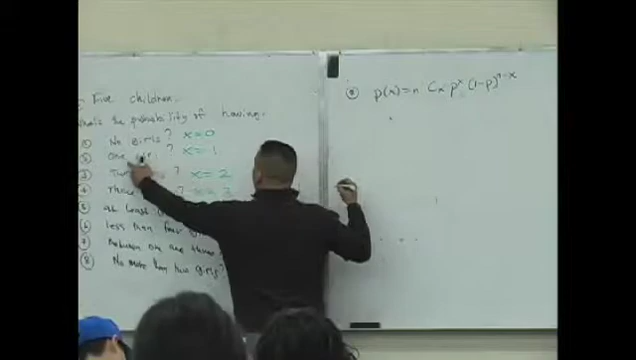 Five children.
What's the probability of having:
① No girls? x=0
② One girl? x=1
③ Two ? x=2
④ Three ? x=3
⑤ at least
⑥ less than four
⑦ Between one and three
⑧ No more than two girls?
p(x)=n Cx p^x (1-p)^n-x